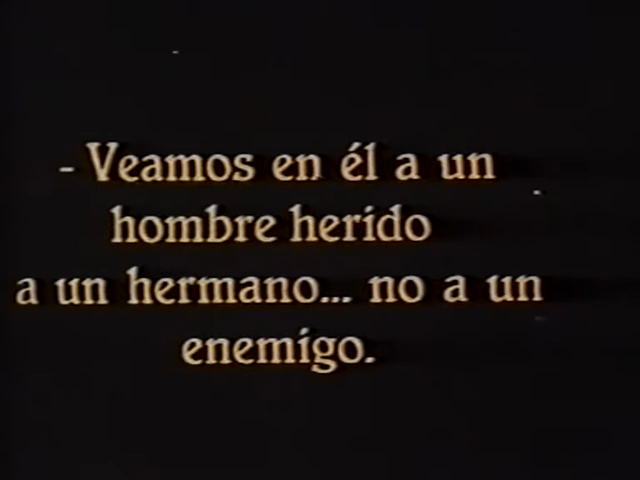 - Veamos en él a un
hombre herido
a un hermano... no a un
enemigo.